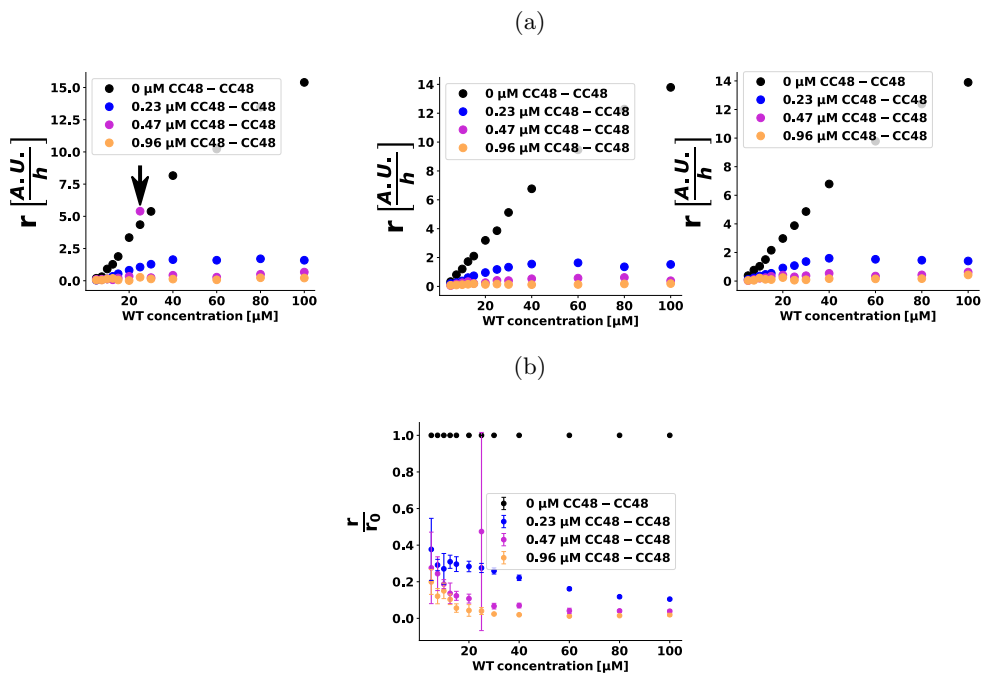 (a)
15.0
12.5
10.0
7.5
5.0
2.5
0.0
r [A.U./h]
0 μM CC48 − CC48
0.23 μM CC48 − CC48
0.47 μM CC48 − CC48
0.96 μM CC48 − CC48
20 40 60 80 100
WT concentration [μM]
14
12
10
8
6
4
2
0
r [A.U./h]
0 μM CC48 − CC48
0.23 μM CC48 − CC48
0.47 μM CC48 − CC48
0.96 μM CC48 − CC48
20 40 60 80 100
WT concentration [μM]
14
12
10
8
6
4
2
0
r [A.U./h]
0 μM CC48 − CC48
0.23 μM CC48 − CC48
0.47 μM CC48 − CC48
0.96 μM CC48 − CC48
20 40 60 80 100
WT concentration [μM]
(b)
1.0
0.8
0.6
0.4
0.2
0.0
r/r0
0 μM CC48 − CC48
0.23 μM CC48 − CC48
0.47 μM CC48 − CC48
0.96 μM CC48 − CC48
20 40 60 80 100
WT concentration [μM]